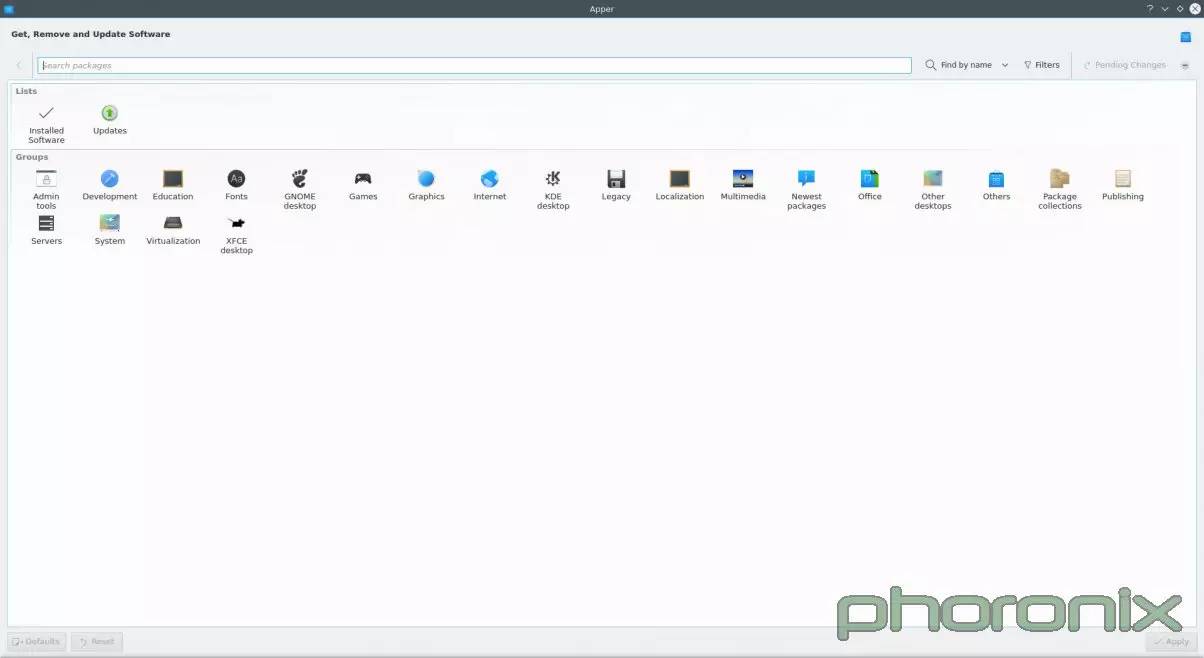 Apper
Get, Remove and Update Software
Search packages
Find by name
Filters
Pending Changes
Lists
Installed
Software
Updates
Groups
Admin
tools
Development
Education
Aa
Fonts
GNOME
desktop
Games
Graphics
Internet
KDE
desktop
Legacy
Localization
Multimedia
Newest
packages
Office
Other
desktops
Others
Package
collections
Publishing
Servers
System
Virtualization
XFCE
desktop
phoronix
Defaults
Reset
Apply